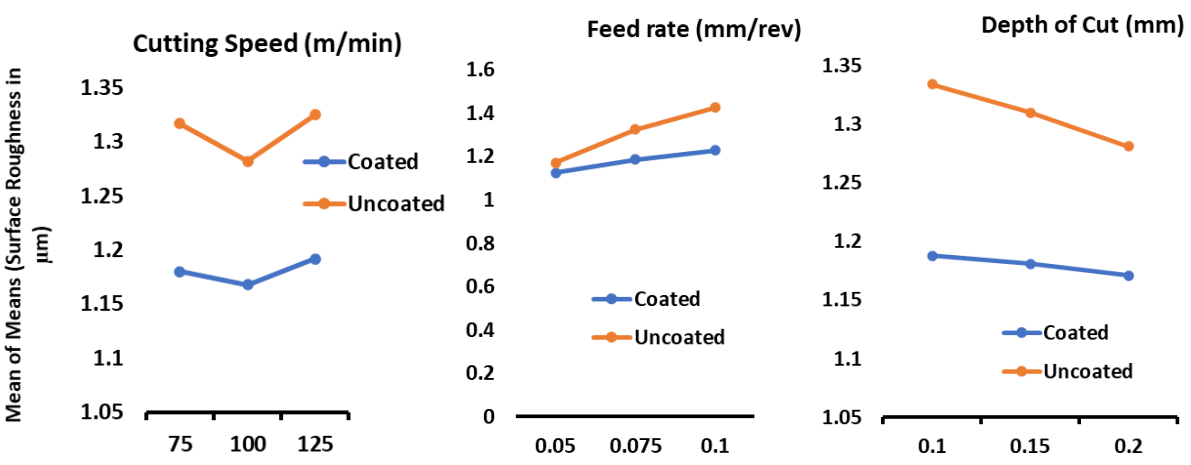 Mean of Means (Surface Roughness in
μm)
Cutting Speed (m/min)
1.35
1.3
1.25
1.2
1.15
1.1
1.05
75 100 125
Coated
Uncoated
Feed rate (mm/rev)
1.6
1.4
1.2
1
0.8
0.6
0.4
0.2
0
0.05 0.075 0.1
Coated
Uncoated
Depth of Cut (mm)
1.35
1.3
1.25
1.2
1.15
1.1
1.05
0.1 0.15 0.2
Coated
Uncoated